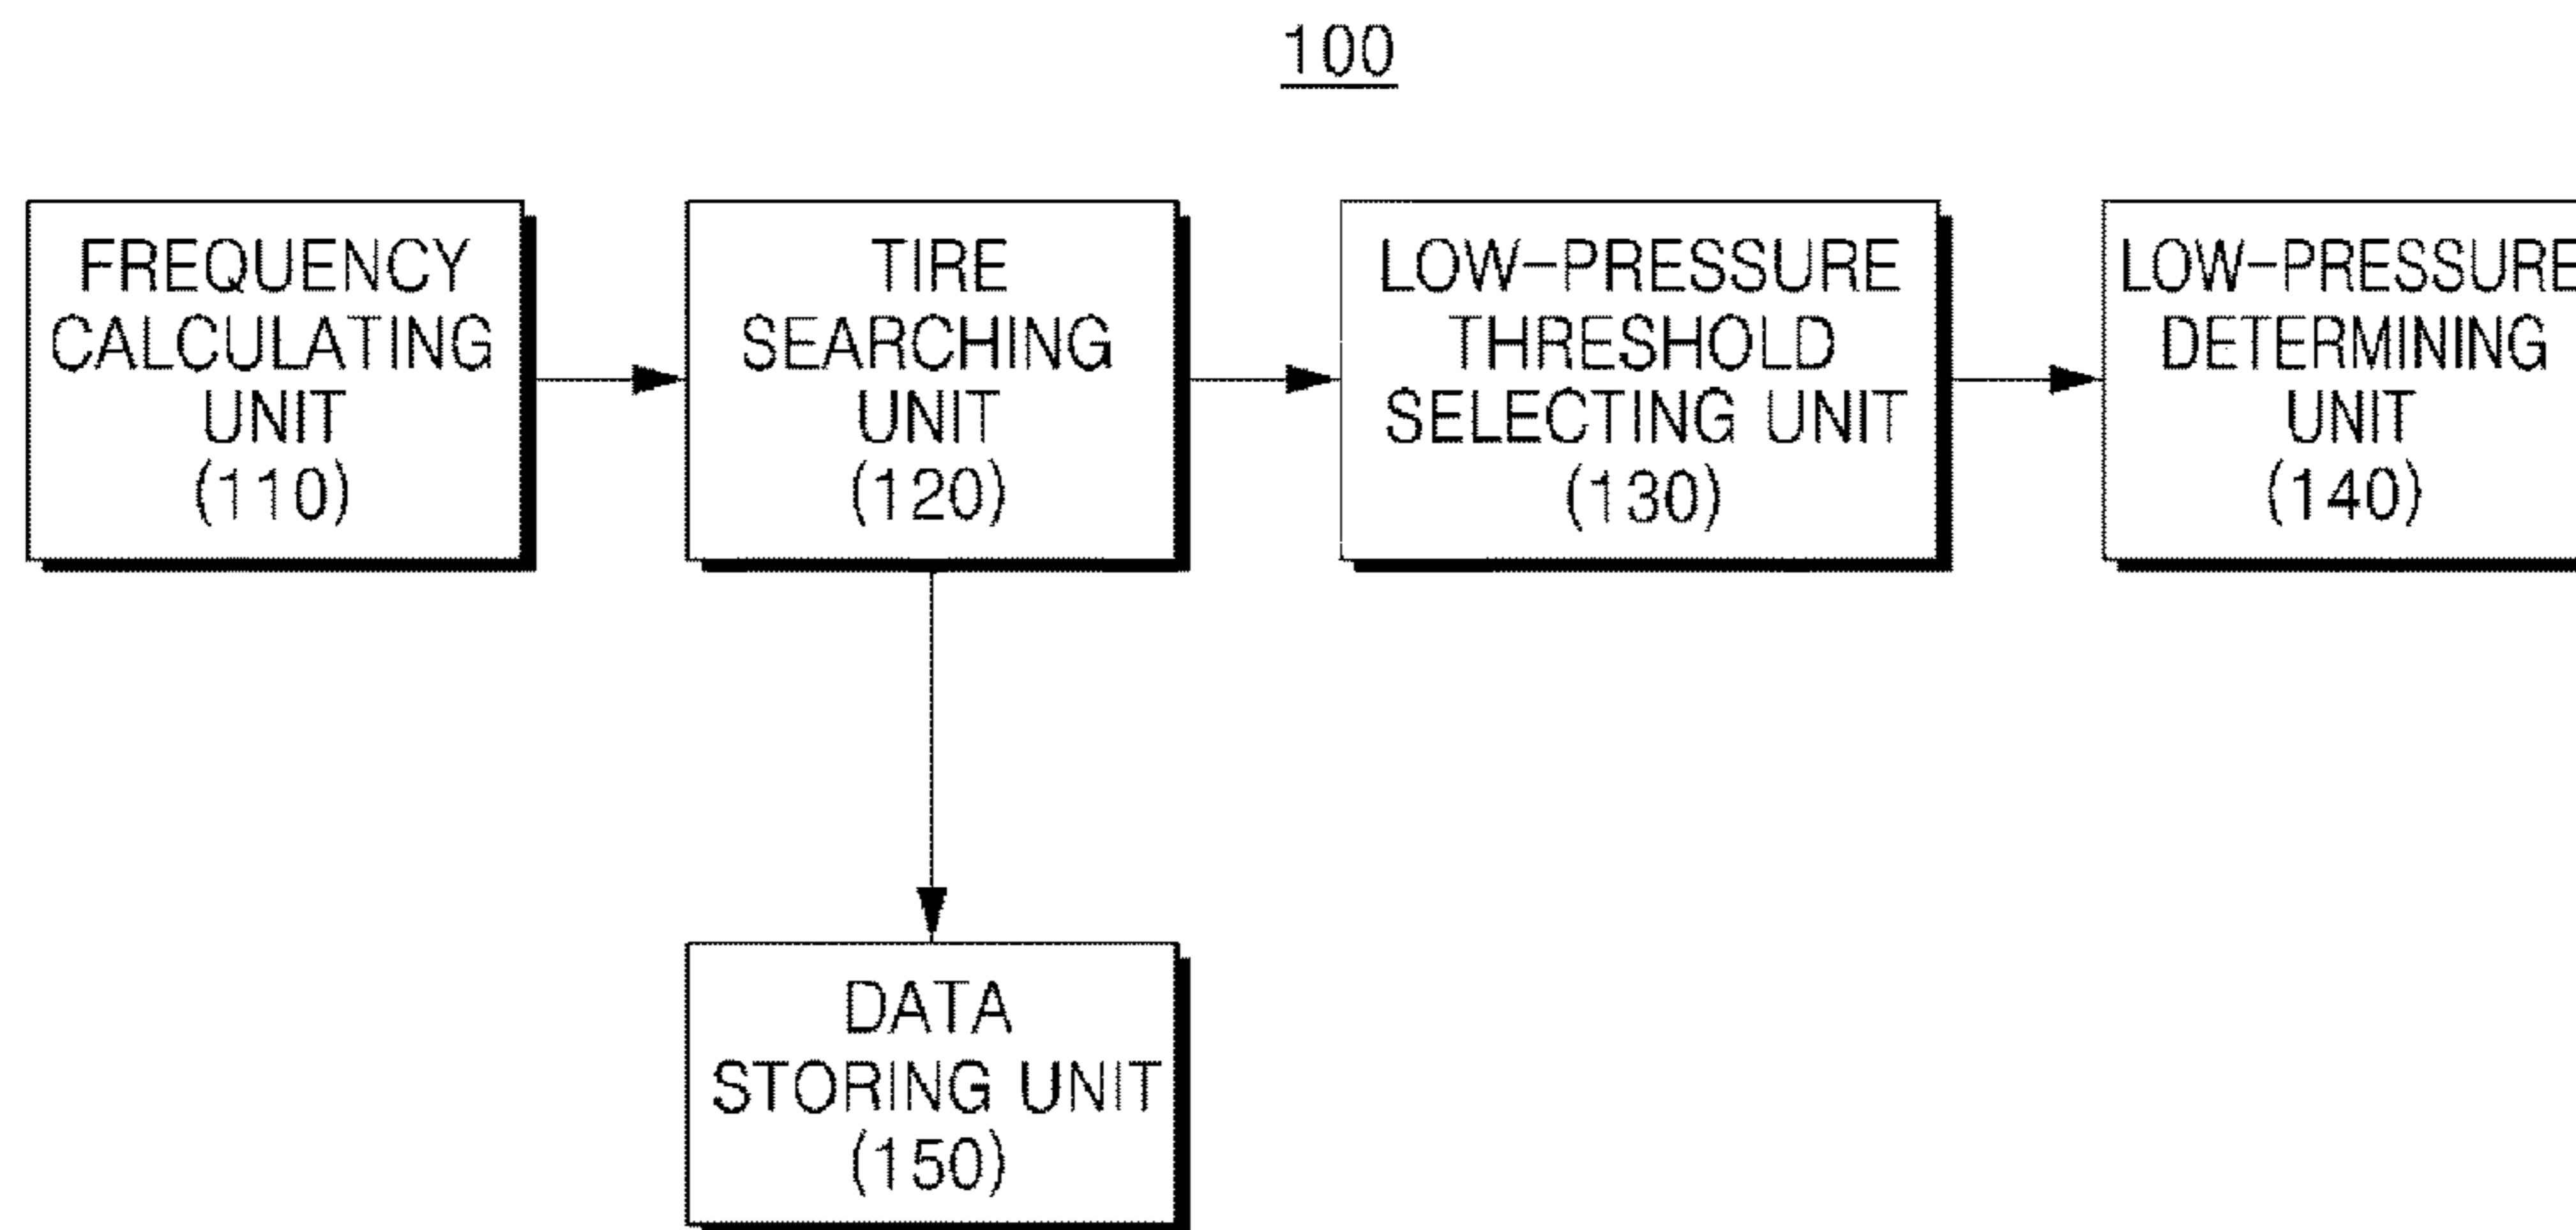 100
FREQUENCY
CALCULATING
UNIT
(110)
TIRE
SEARCHING
UNIT
(120)
LOW-PRESSURE
THRESHOLD
SELECTING UNIT
(130)
LOW-PRESSURE
DETERMINING
UNIT
(140)
DATA
STORING UNIT
(150)